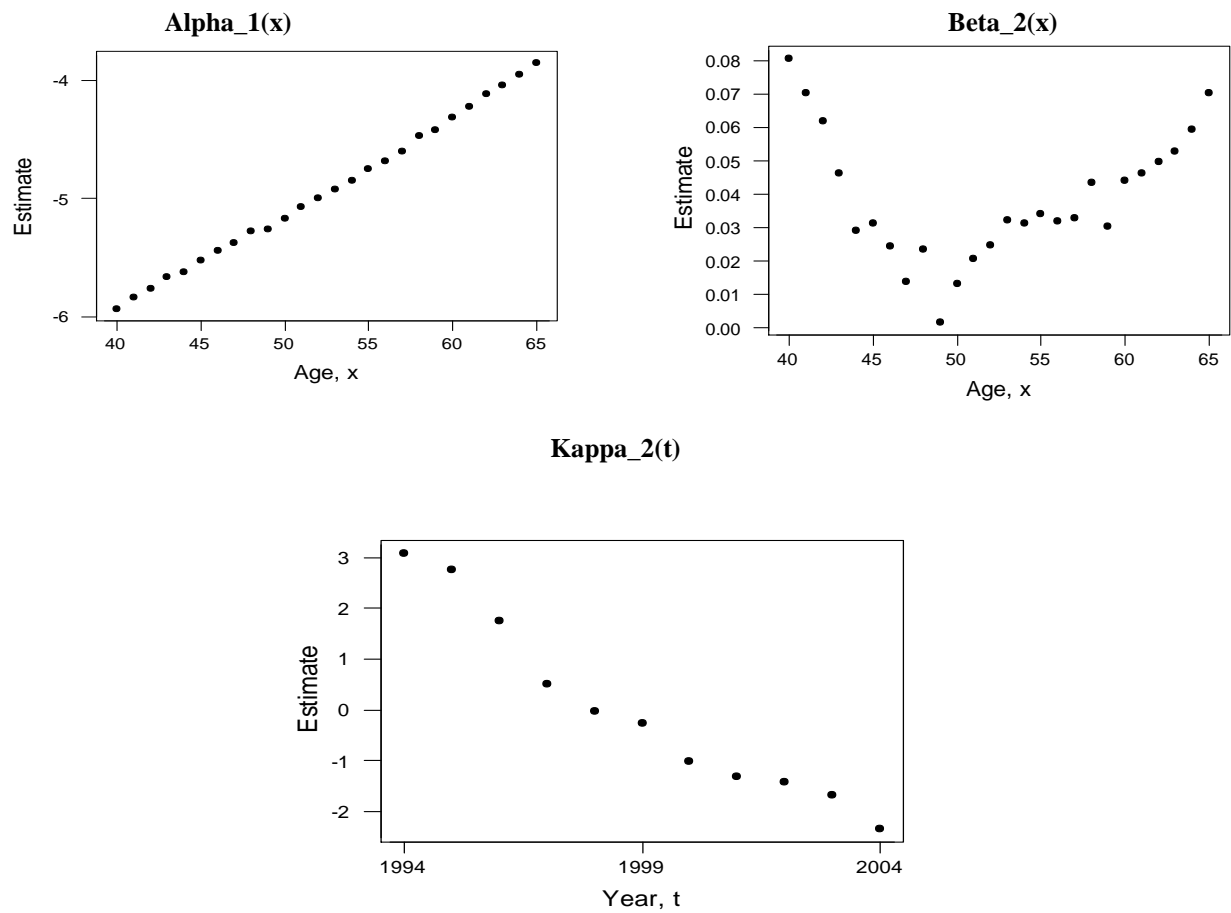 Alpha_1(x)
Estimate
-4
-5
-6
40 45 50 55 60 65
Age, x
Beta_2(x)
Estimate
0.08
0.07
0.06
0.05
0.04
0.03
0.02
0.01
0.00
40 45 50 55 60 65
Age, x
Kappa_2(t)
Estimate
3
2
1
0
-1
-2
1994 1999 2004
Year, t